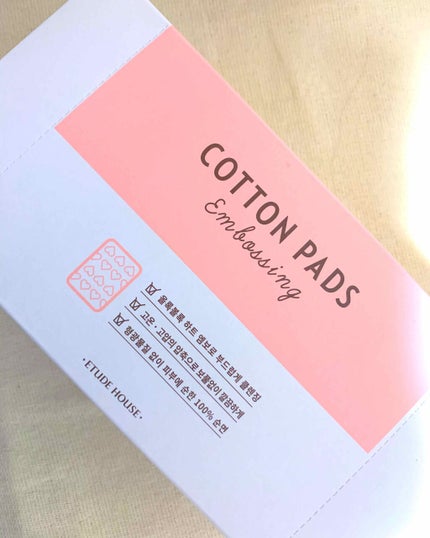 COTTON PADS
Embossing
올록볼록 하트 엠보로 부드럽게 클렌징
고온·고압의 압축으로 보풀없이 깔끔하게
형광물질 없이 피부에 순한 100% 순면
·ETUDE HOUSE·